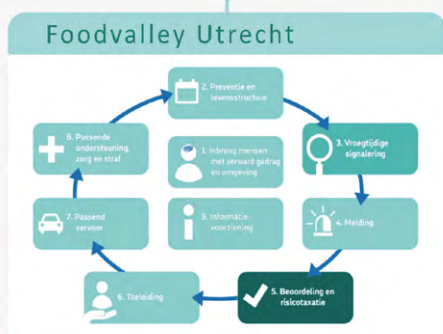 Foodvalley Utrecht
2. Preventie en
levensstructuur
8. Passende
ondersteuning,
zorg en straf
1. Inbreng mensen
met verward gedrag
en omgeving
3. Vroegtijdige
signalering
7. Passend
vervoer
9. Informatie-
voorziening
4. Melding
6. Toeleiding
5. Beoordeling en
risicotaxatie